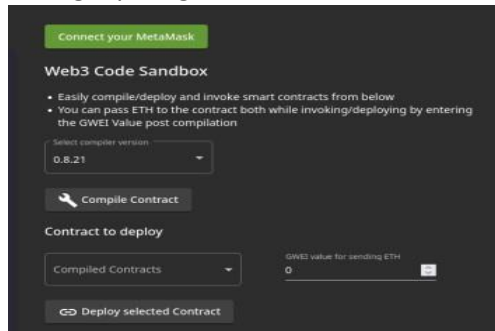 Connect your MetaMask
Web3 Code Sandbox
• Easily compile/deploy and invoke smart contracts from below
• You can pass ETH to the contract both while invoking/deploying by entering
the GWEI Value post compilation
Select compiler version
0.8.21
Compile Contract
Contract to deploy
GWEI value for sending ETH
Compiled Contracts
0
Deploy selected Contract